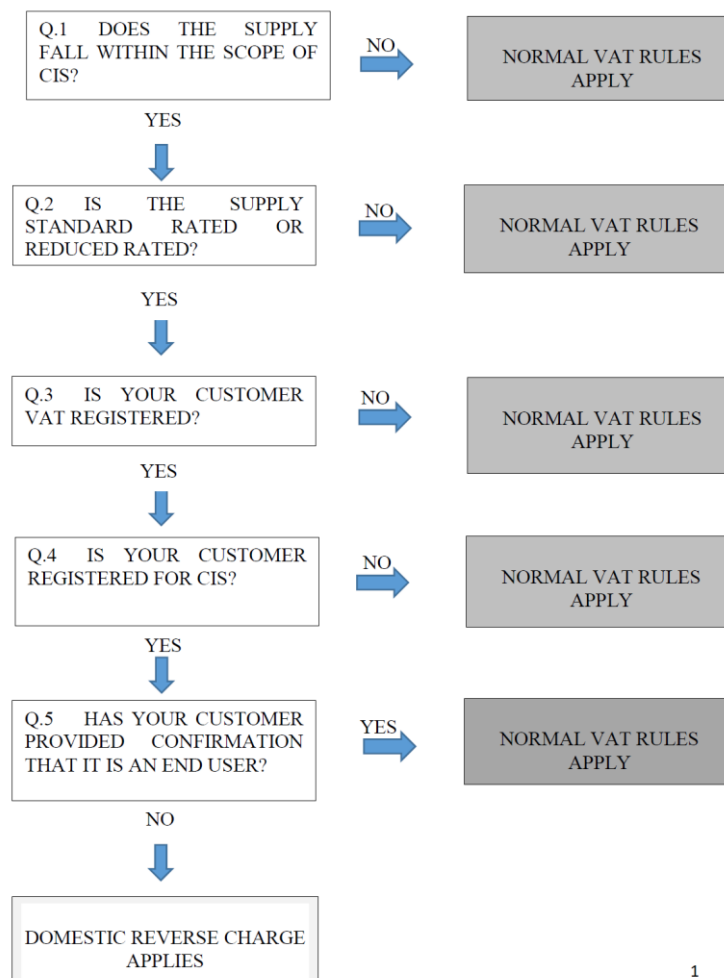 Q.1 DOES THE SUPPLY
FALL WITHIN THE SCOPE OF
CIS?
NO
NORMAL VAT RULES
APPLY
YES
Q.2 IS THE SUPPLY
STANDARD RATED OR
REDUCED RATED?
NO
NORMAL VAT RULES
APPLY
YES
Q.3 IS YOUR CUSTOMER
VAT REGISTERED?
NO
NORMAL VAT RULES
APPLY
YES
Q.4 IS YOUR CUSTOMER
REGISTERED FOR CIS?
NO
NORMAL VAT RULES
APPLY
YES
Q.5 HAS YOUR CUSTOMER
PROVIDED CONFIRMATION
THAT IT IS AN END USER?
YES
NORMAL VAT RULES
APPLY
NO
DOMESTIC REVERSE CHARGE
APPLIES
1